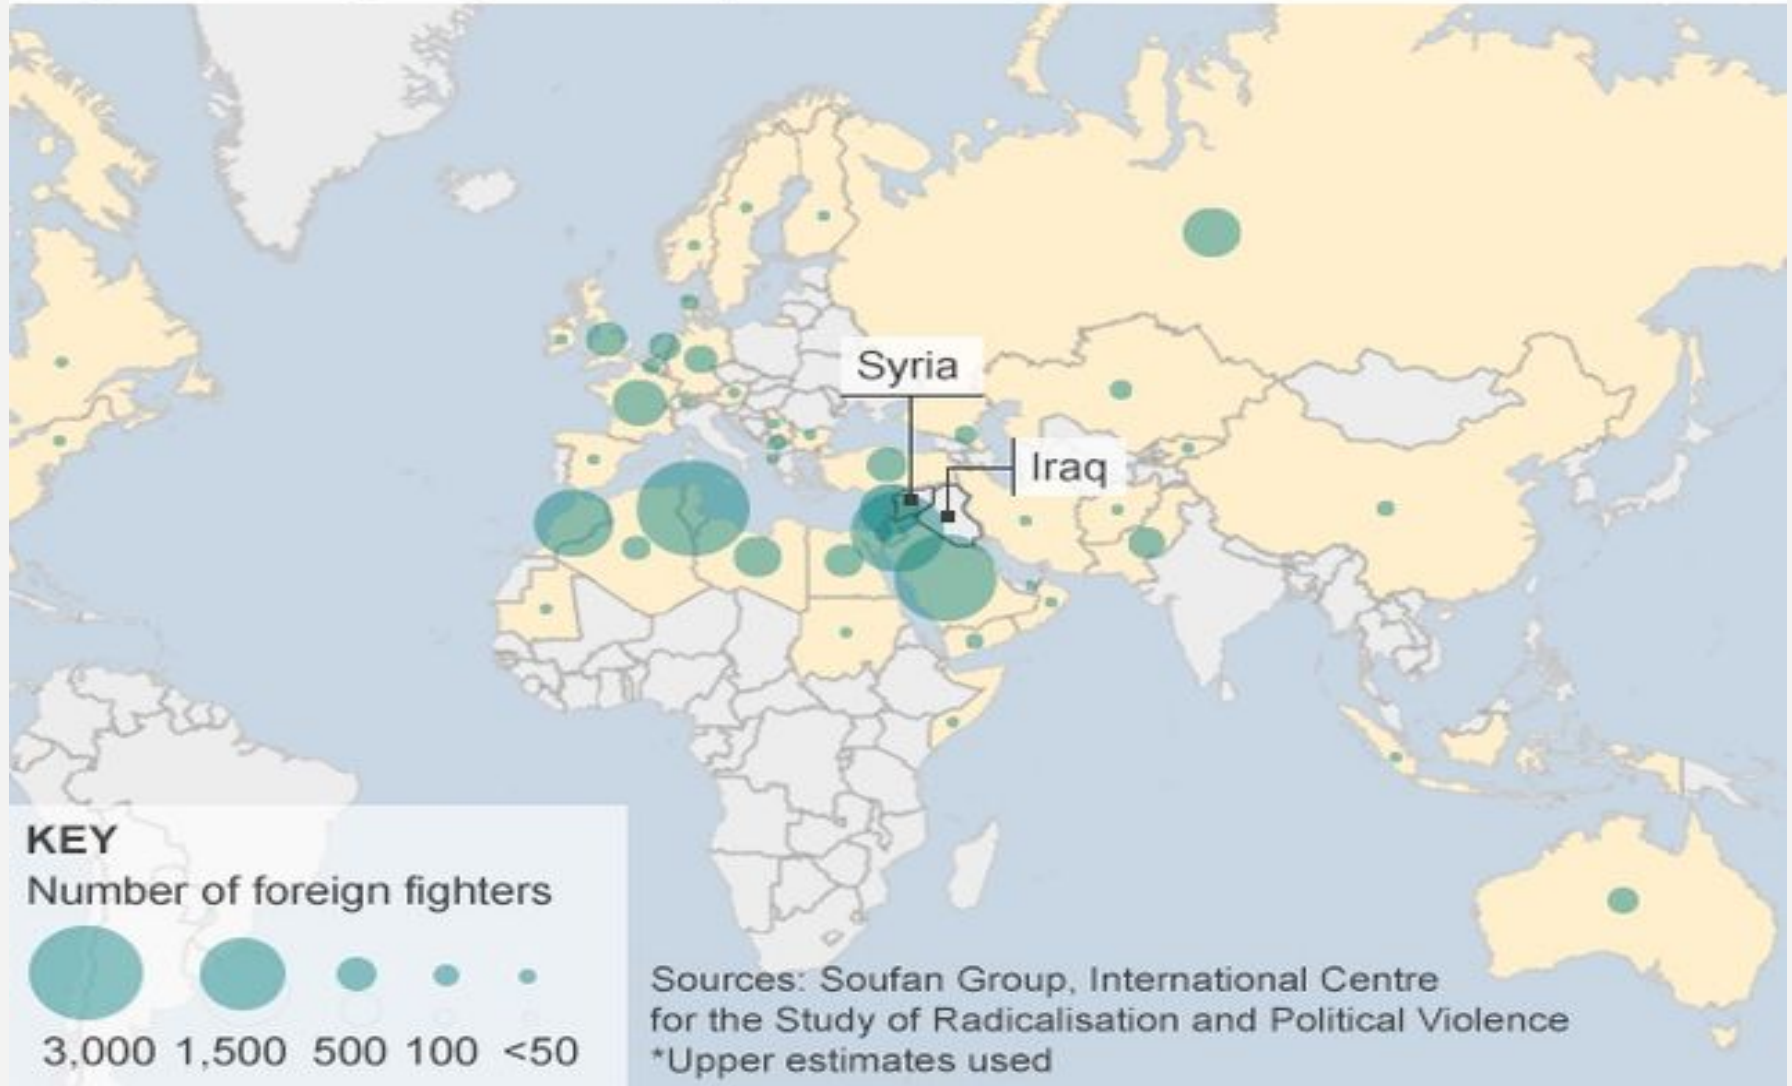 Syria
Iraq
KEY
Number of foreign fighters
3,000 1,500 500 100 <50
Sources: Soufan Group, International Centre
for the Study of Radicalisation and Political Violence
*Upper estimates used